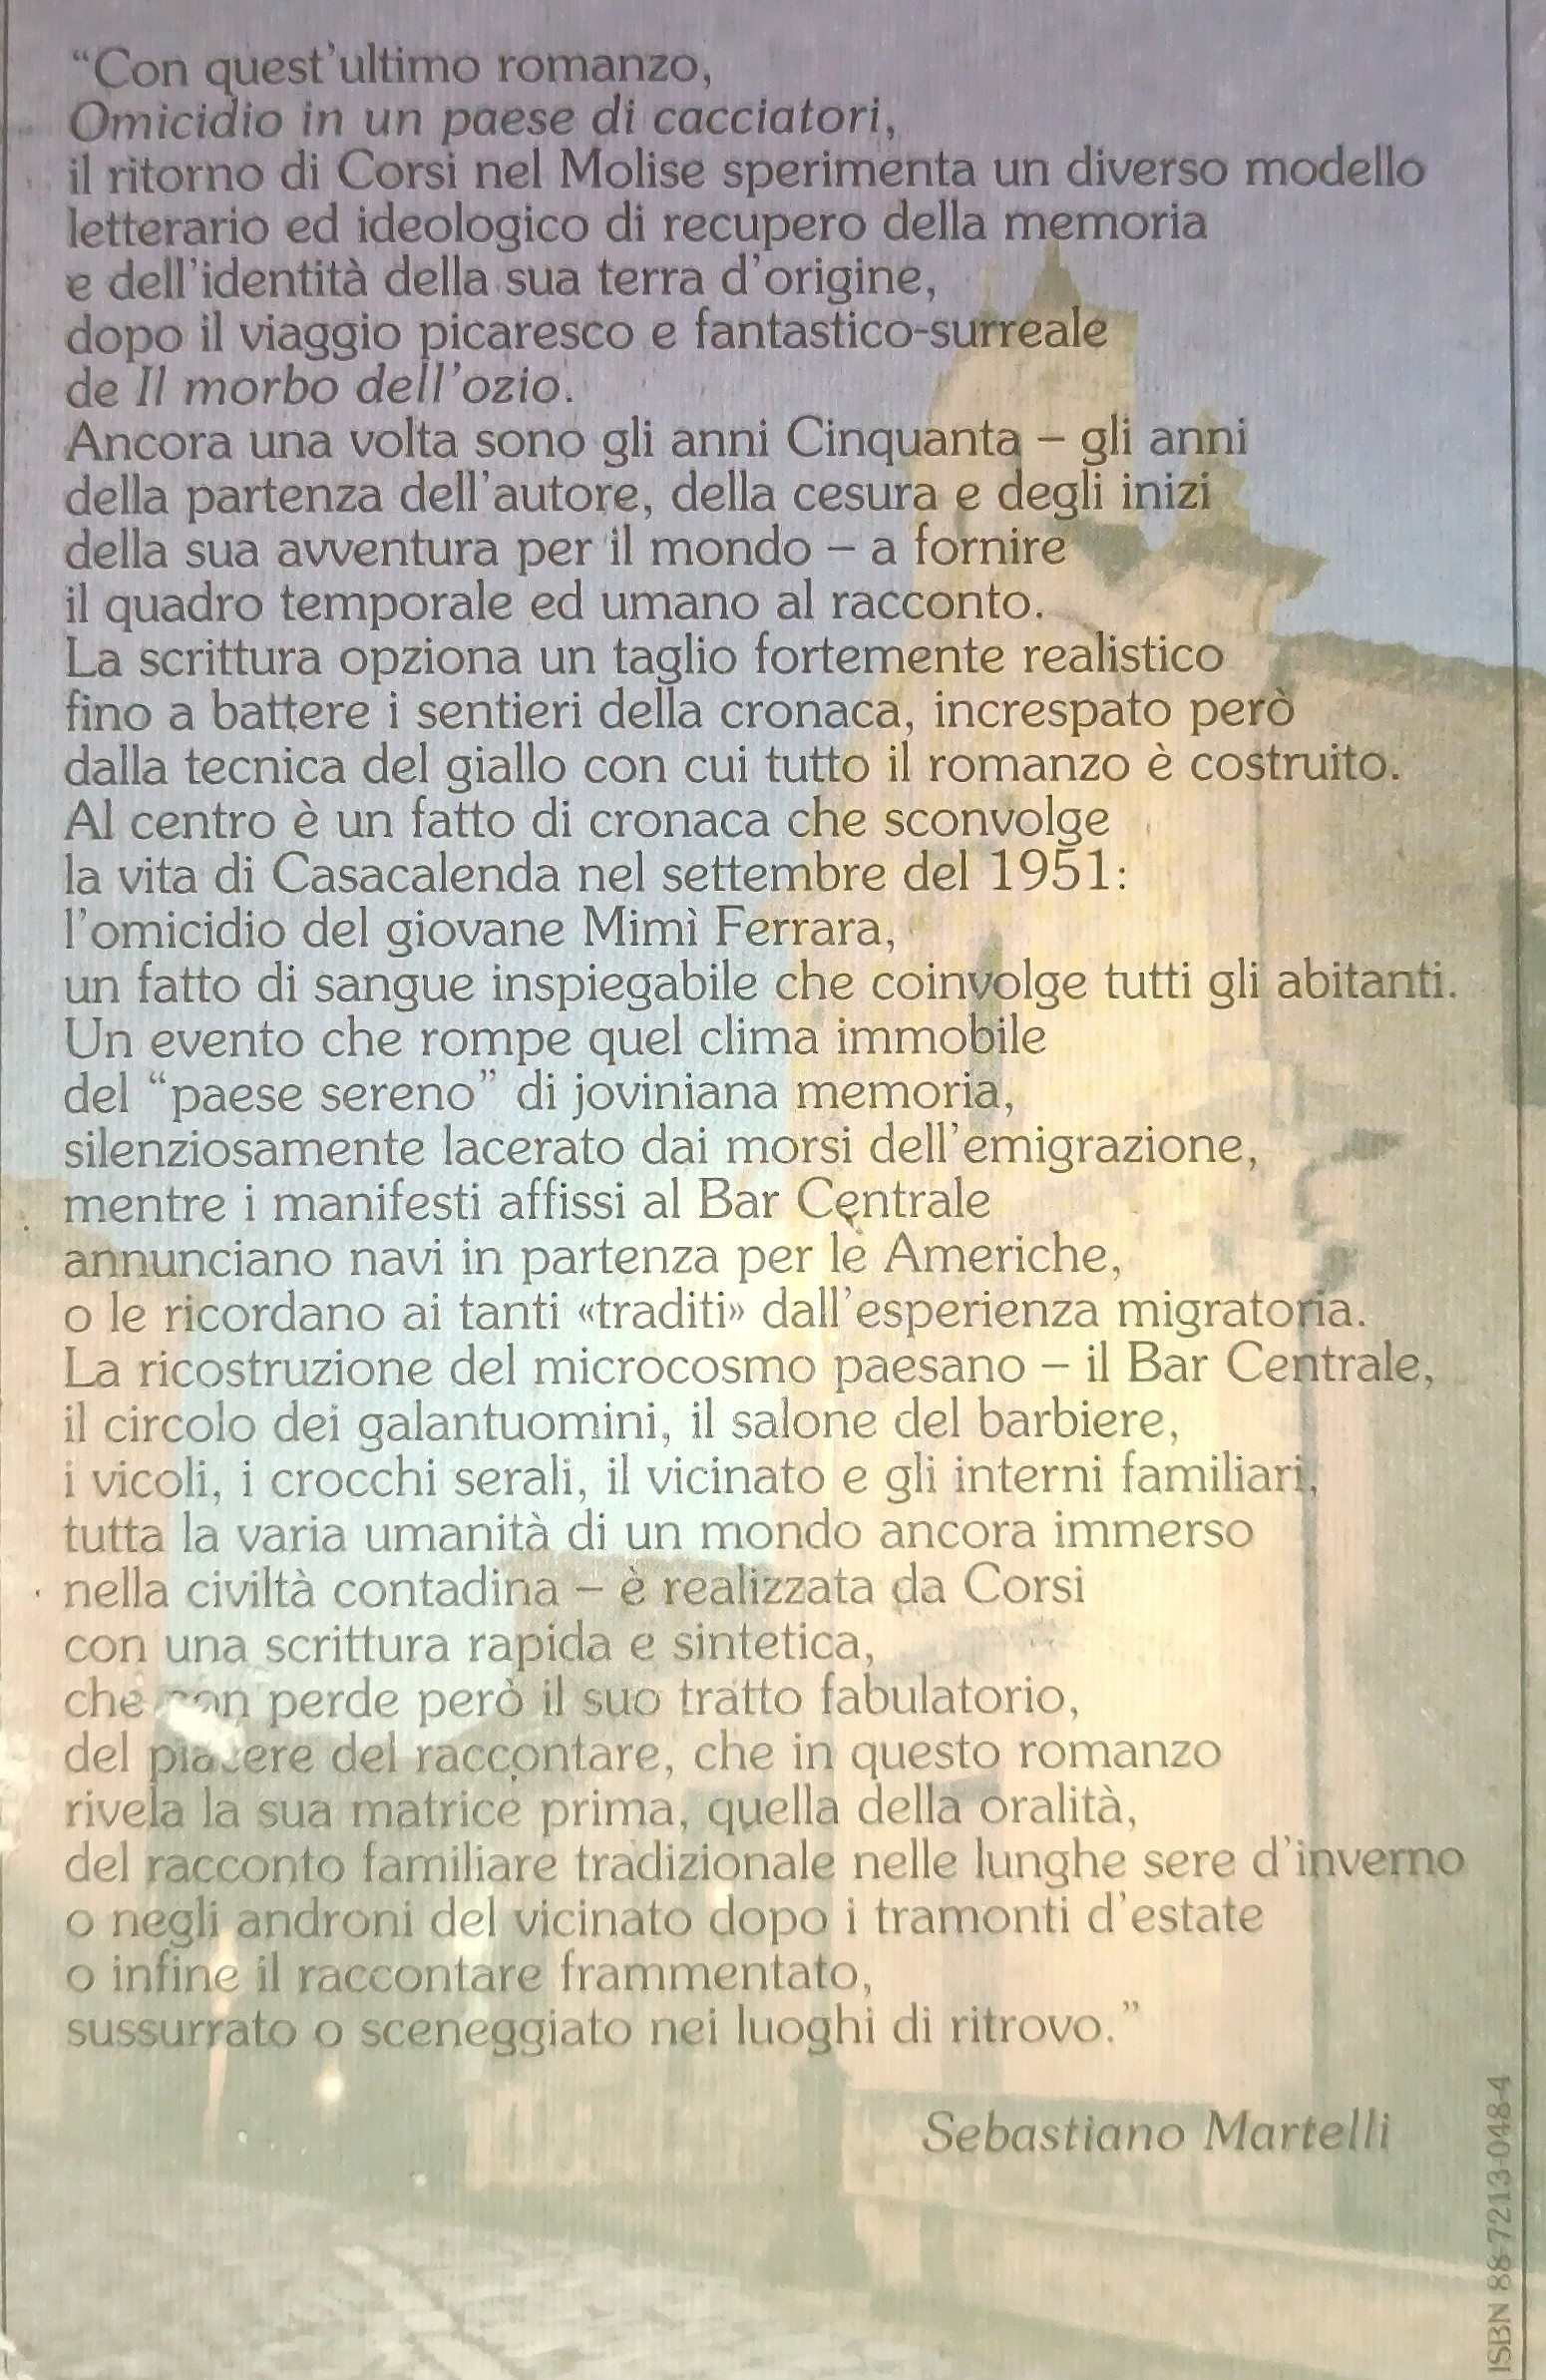 “Con quest'ultimo romanzo,
Omicidio in un paese di cacciatori,
il ritorno di Corsi nel Molise sperimenta un diverso modello
letterario ed ideologico di recupero della memoria
e dell'identità della sua terra d'origine,
dopo il viaggio picaresco e fantastico-surreale
de Il morbo dell'ozio.
Ancora una volta sono gli anni Cinquanta – gli anni
della partenza dell'autore, della cesura e degli inizi
della sua avventura per il mondo – a fornire
il quadro temporale ed umano al racconto.
La scrittura opziona un taglio fortemente realistico
fino a battere i sentieri della cronaca, increspato però
dalla tecnica del giallo con cui tutto il romanzo è costruito.
Al centro è un fatto di cronaca che sconvolge
la vita di Casacalenda nel settembre del 1951:
l'omicidio del giovane Mimì Ferrara,
un fatto di sangue inspiegabile che coinvolge tutti gli abitanti.
Un evento che rompe quel clima immobile
del “paese sereno” di joviniana memoria,
silenziosamente lacerato dai morsi dell'emigrazione,
mentre i manifesti affissi al Bar Centrale
annunciano navi in partenza per le Americhe,
o le ricordano ai tanti «traditi» dall'esperienza migratoria.
La ricostruzione del microcosmo paesano – il Bar Centrale,
il circolo dei galantuomini, il salone del barbiere,
i vicoli, i crocchi serali, il vicinato e gli interni familiari,
tutta la varia umanità di un mondo ancora immerso
nella civiltà contadina – è realizzata da Corsi
con una scrittura rapida e sintetica,
che non perde però il suo tratto fabulatorio,
del piacere del raccontare, che in questo romanzo
rivela la sua matrice prima, quella della oralità,
del racconto familiare tradizionale nelle lunghe sere d'inverno
o negli androni del vicinato dopo i tramonti d'estate
o infine il raccontare frammentato,
sussurrato o sceneggiato nei luoghi di ritrovo.”
Sebastiano Martelli
ISBN 88-7213-048-4